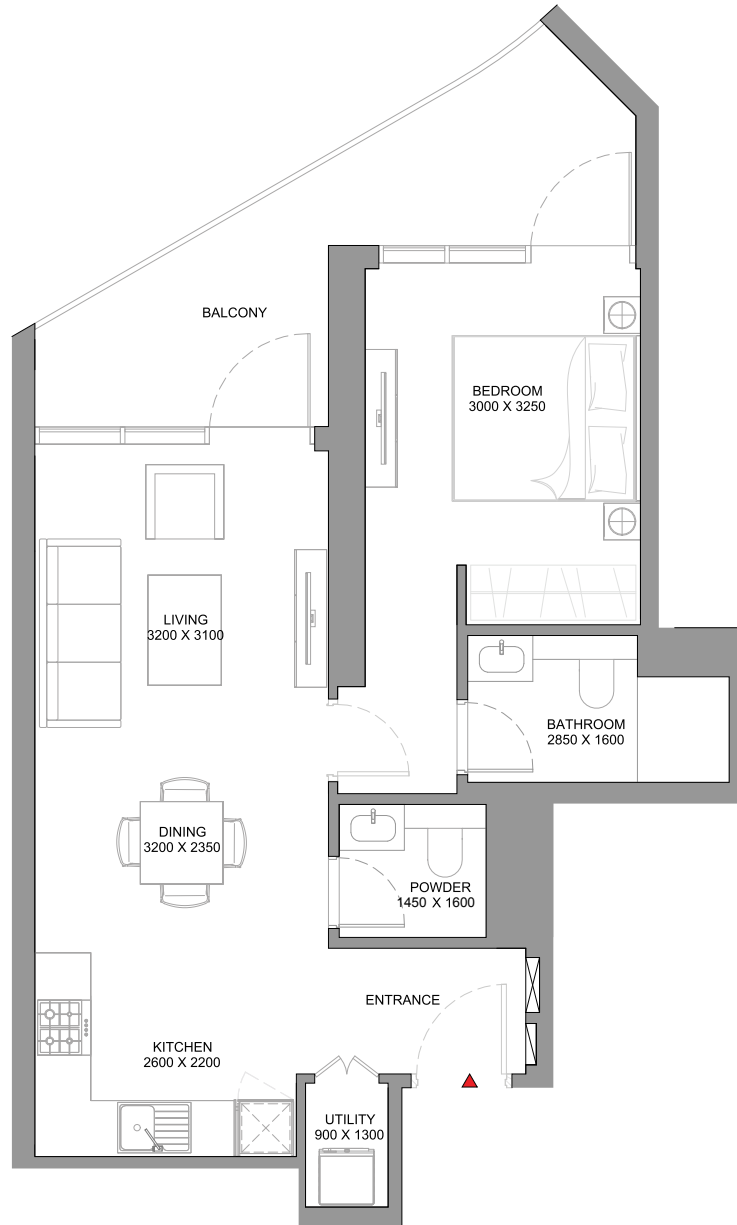 BALCONY
BEDROOM
3000 X 3250
LIVING
3200 X 3100
BATHROOM
2850 X 1600
DINING
3200 X 2350
POWDER
1450 X 1600
ENTRANCE
KITCHEN
2600 X 2200
UTILITY
900 X 1300